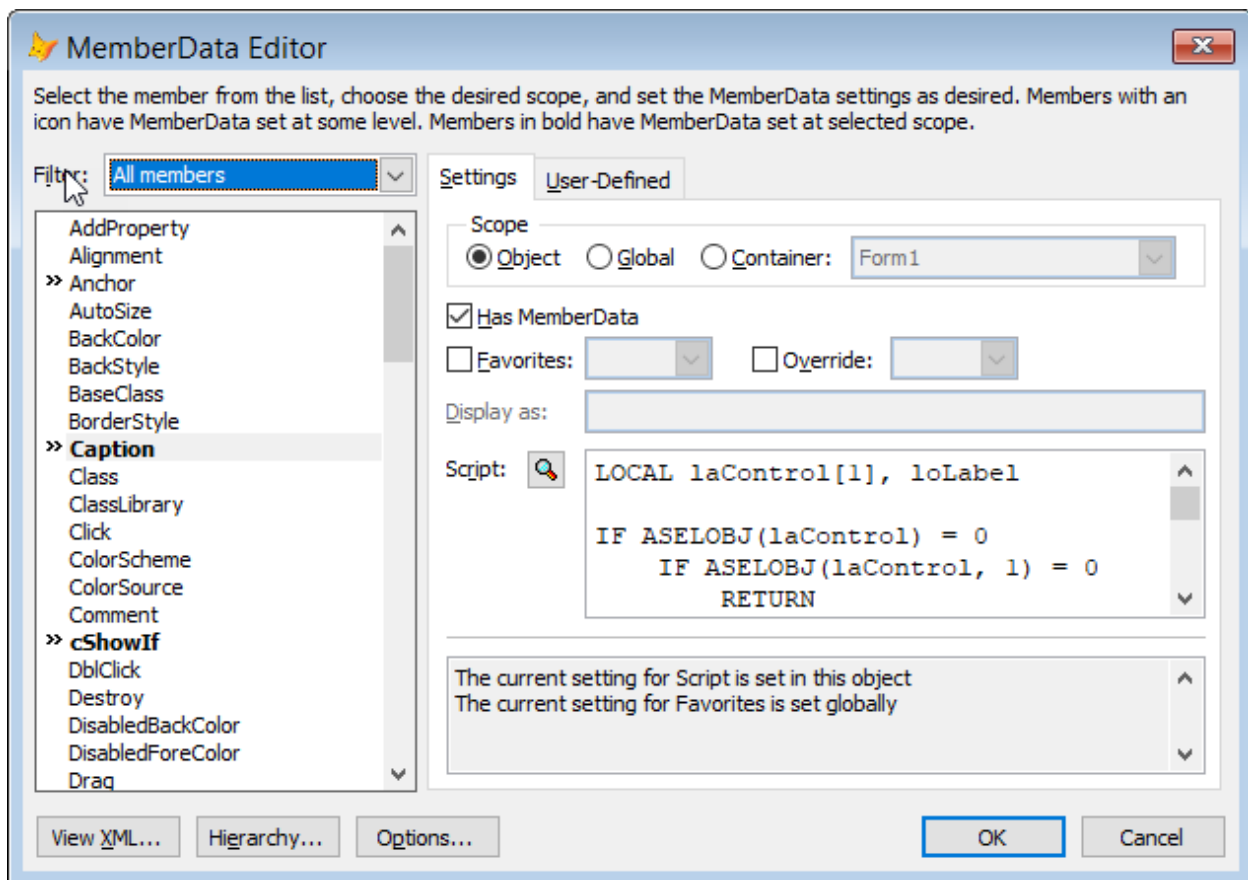 MemberData Editor
Select the member from the list, choose the desired scope, and set the MemberData settings as desired. Members with an
icon have MemberData set at some level. Members in bold have MemberData set at selected scope.
Filter: All members
AddProperty
Alignment
» Anchor
AutoSize
BackColor
BackStyle
BaseClass
BorderStyle
» Caption
Class
ClassLibrary
Click
ColorScheme
ColorSource
Comment
» cShowIf
DblClick
Destroy
DisabledBackColor
DisabledForeColor
Drag
Settings User-Defined
Scope
Object Global Container: Form1
Has MemberData
Favorites: Override:
Display as:
Script:
LOCAL laControl[1], loLabel
IF ASELOBJ(laControl) = 0
IF ASELOBJ(laControl, 1) = 0
RETURN
The current setting for Script is set in this object
The current setting for Favorites is set globally
View XML... Hierarchy... Options... OK Cancel